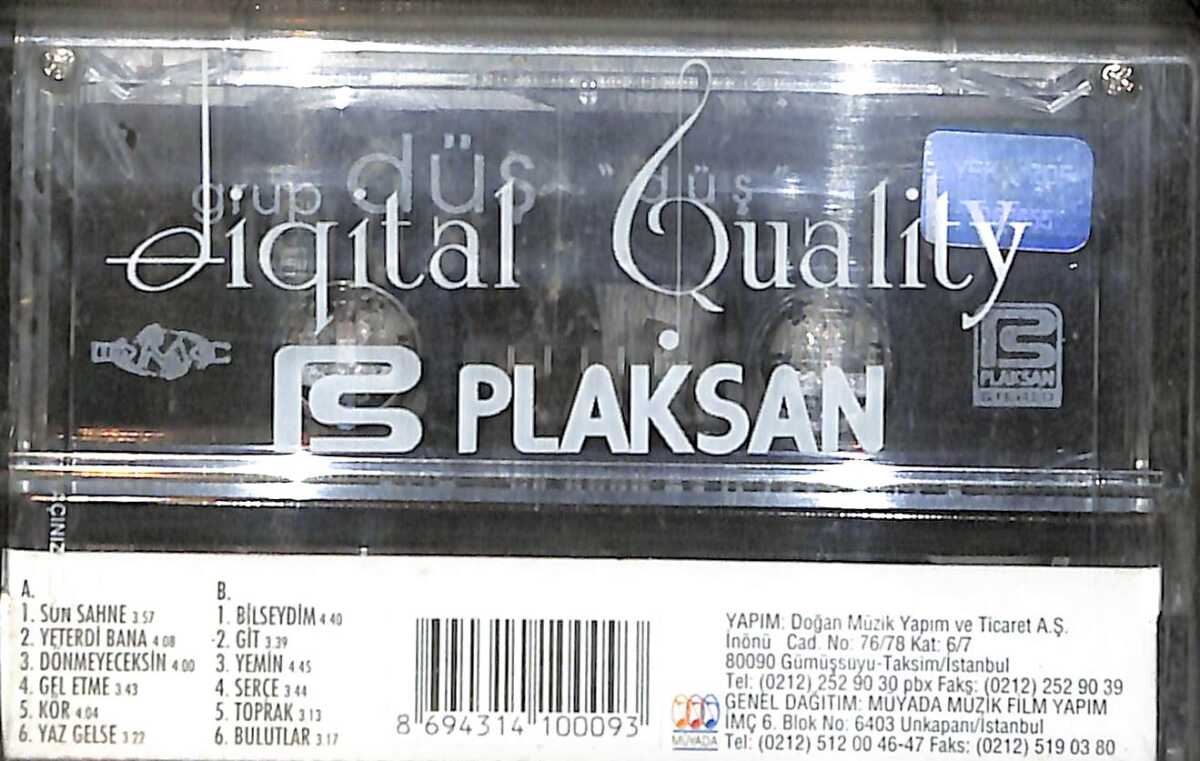 grup düş "düş"
Digital Quality
PLAKSAN
DMC
PLAKSAN
STEREO
ÇINIZ
A.
1. SON SAHNE 3.57
2. YETERDİ BANA 4.08
3. DÖNMEYECEKSİN 4.00
4. GEL ETME 3.43
5. KOR 4.04
6. YAZ GELSE 3.22
B.
1. BİLSEYDİM 4.40
2. GİT 3.39
3. YEMİN 4.45
4. SERÇE 3.44
5. TOPRAK 3.13
6. BULUTLAR 3.17
8 694314 100093
YAPIM: Doğan Müzik Yapım ve Ticaret A.Ş.
İnönü Cad. No: 76/78 Kat: 6/7
80090 Gümüşsuyu-Taksim/İstanbul
Tel: (0212) 252 90 30 pbx Fakş: (0212) 252 90 39
GENEL DAĞITIM: MÜYADA MÜZİK FİLM YAPIM
İMÇ 6. Blok No: 6403 Unkapanı/İstanbul
Tel: (0212) 512 00 46-47 Faks: (0212) 519 03 80
MÜYADA